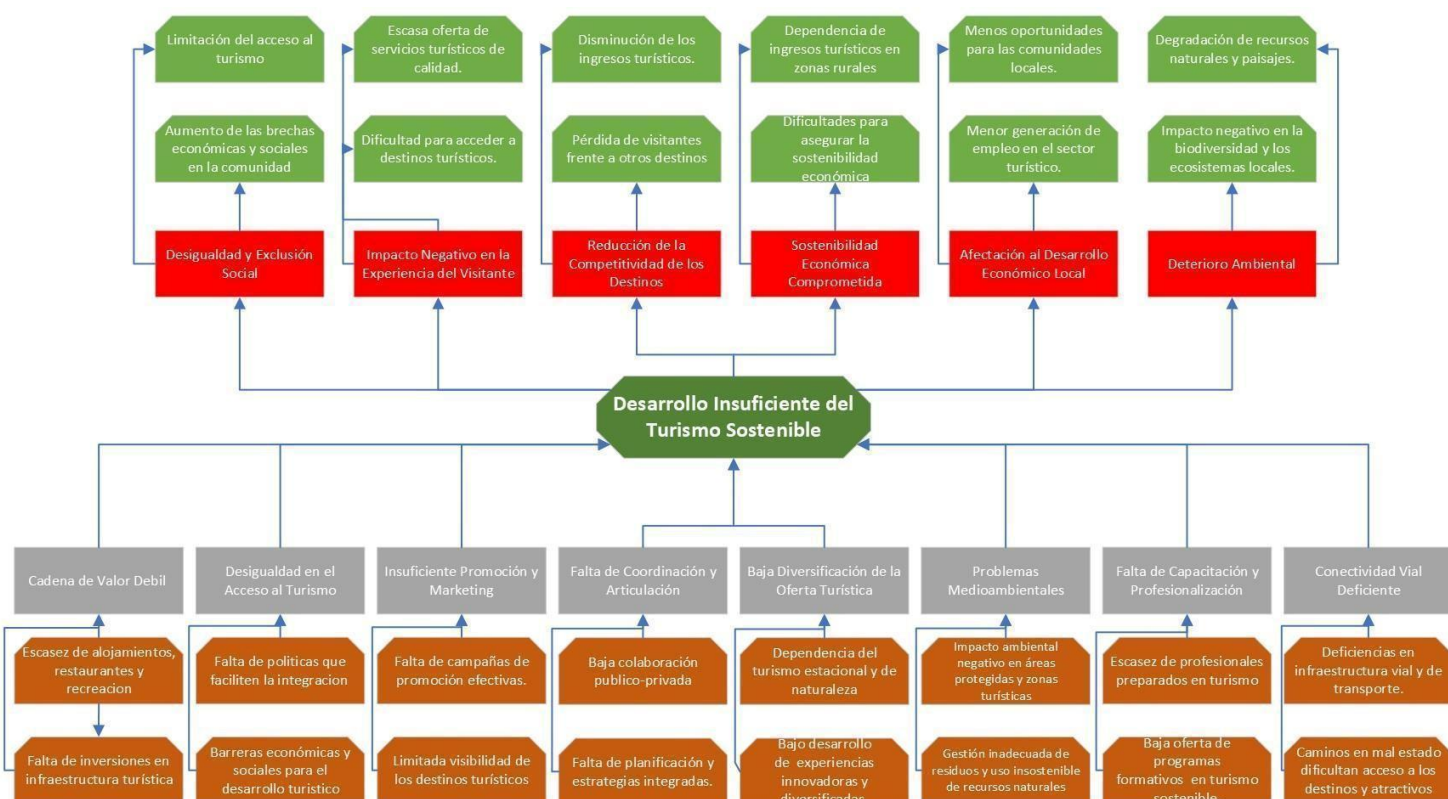 Limitación del acceso al
turismo
Escasa oferta de
servicios turísticos de
calidad.
Disminución de los
ingresos turísticos.
Dependencia de
ingresos turísticos en
zonas rurales
Menos oportunidades
para las comunidades
locales.
Degradación de recursos
naturales y paisajes.
Aumento de las brechas
económicas y sociales
en la comunidad
Dificultad para acceder a
destinos turísticos.
Pérdida de visitantes
frente a otros destinos
Dificultades para
asegurar la
sostenibilidad
económica
Menor generación de
empleo en el sector
turístico.
Impacto negativo en la
biodiversidad y los
ecosistemas locales.
Desigualdad y Exclusión
Social
Impacto Negativo en la
Experiencia del Visitante
Reducción de la
Competitividad de los
Destinos
Sostenibilidad
Económica
Comprometida
Afectación al Desarrollo
Económico Local
Deterioro Ambiental
Desarrollo Insuficiente del
Turismo Sostenible
Cadena de Valor Debil
Desigualdad en el
Acceso al Turismo
Insuficiente Promoción y
Marketing
Falta de Coordinación y
Articulación
Baja Diversificación de la
Oferta Turística
Problemas
Medioambientales
Falta de Capacitación y
Profesionalización
Conectividad Vial
Deficiente
Escasez de alojamientos,
restaurantes y
recreacion
Falta de politicas que
faciliten la integracion
Falta de campañas de
promoción efectivas.
Baja colaboración
publico-privada
Dependencia del
turismo estacional y de
naturaleza
Impacto ambiental
negativo en áreas
protegidas y zonas
turísticas
Escasez de profesionales
preparados en turismo
Deficiencias en
infraestructura vial y de
transporte.
Falta de inversiones en
infraestructura turística
Barreras económicas y
sociales para el
desarrollo turistico
Limitada visibilidad de
los destinos turísticos
Falta de planificación y
estrategias integradas.
Bajo desarrollo
de experiencias
innovadoras y
diversificadas
Gestión inadecuada de
residuos y uso insostenible
de recursos naturales
Baja oferta de
programas
formativos en turismo
sostenible
Caminos en mal estado
dificultan acceso a los
destinos y atractivos